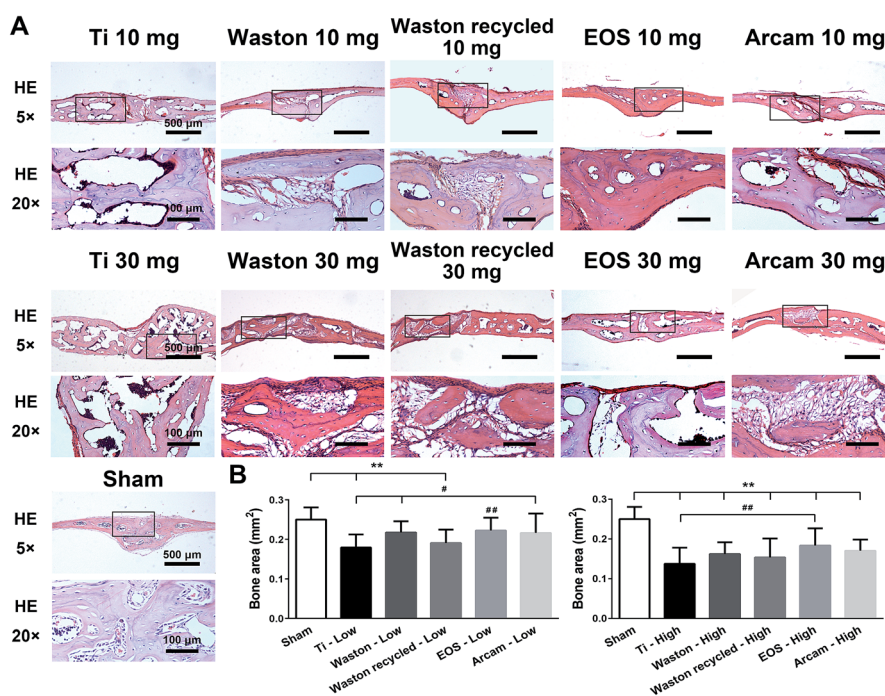 A
Ti 10 mg
Waston 10 mg
Waston recycled
10 mg
EOS 10 mg
Arcam 10 mg
HE
5×
500 μm
HE
20×
100 μm
Ti 30 mg
Waston 30 mg
Waston recycled
30 mg
EOS 30 mg
Arcam 30 mg
HE
5×
500 μm
HE
20×
100 μm
Sham
HE
5×
500 μm
HE
20×
100 μm
B
**
#
##
Bone area (mm²)
0.3
0.2
0.1
0.0
Sham
Ti - Low
Waston - Low
Waston recycled - Low
EOS - Low
Arcam - Low
**
##
Bone area (mm²)
0.3
0.2
0.1
0.0
Sham
Ti - High
Waston - High
Waston recycled - High
EOS - High
Arcam - High